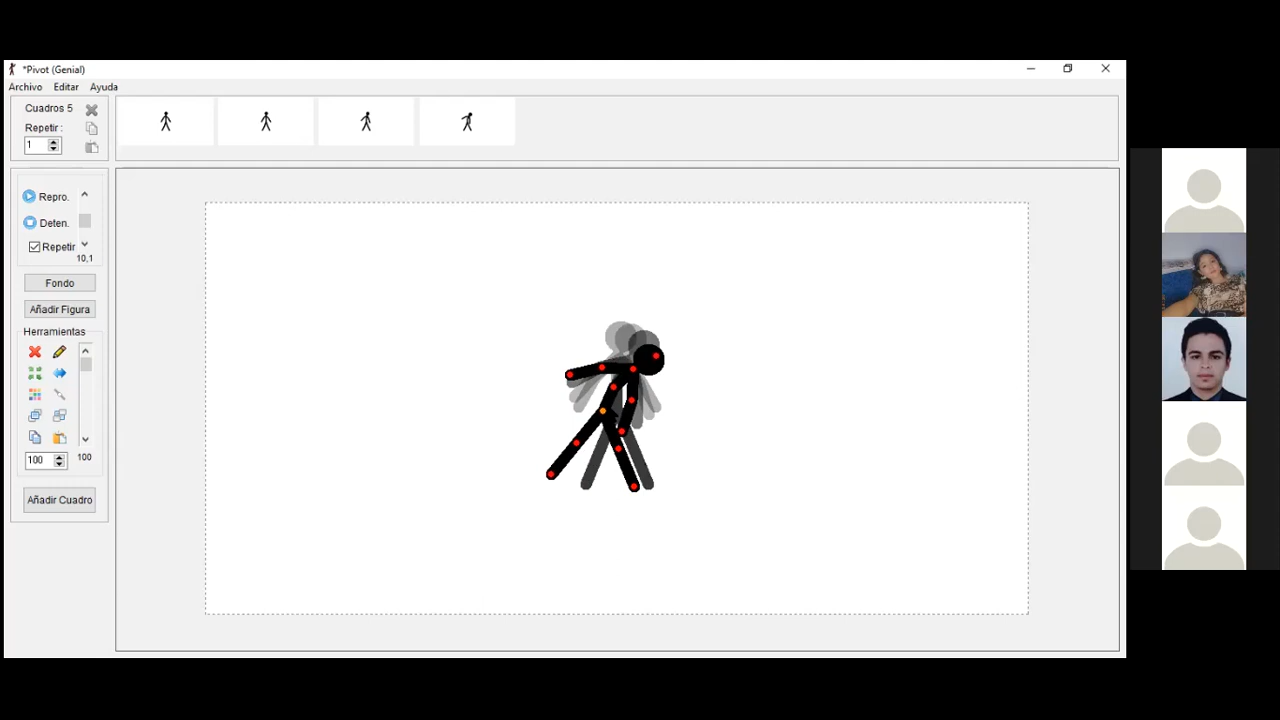 *Pivot (Genial)
Archivo Editar Ayuda
Cuadros 5
Repetir :
1
Repro.
Deten.
Repetir
10,1
Fondo
Añadir Figura
Herramientas
100
100
Añadir Cuadro